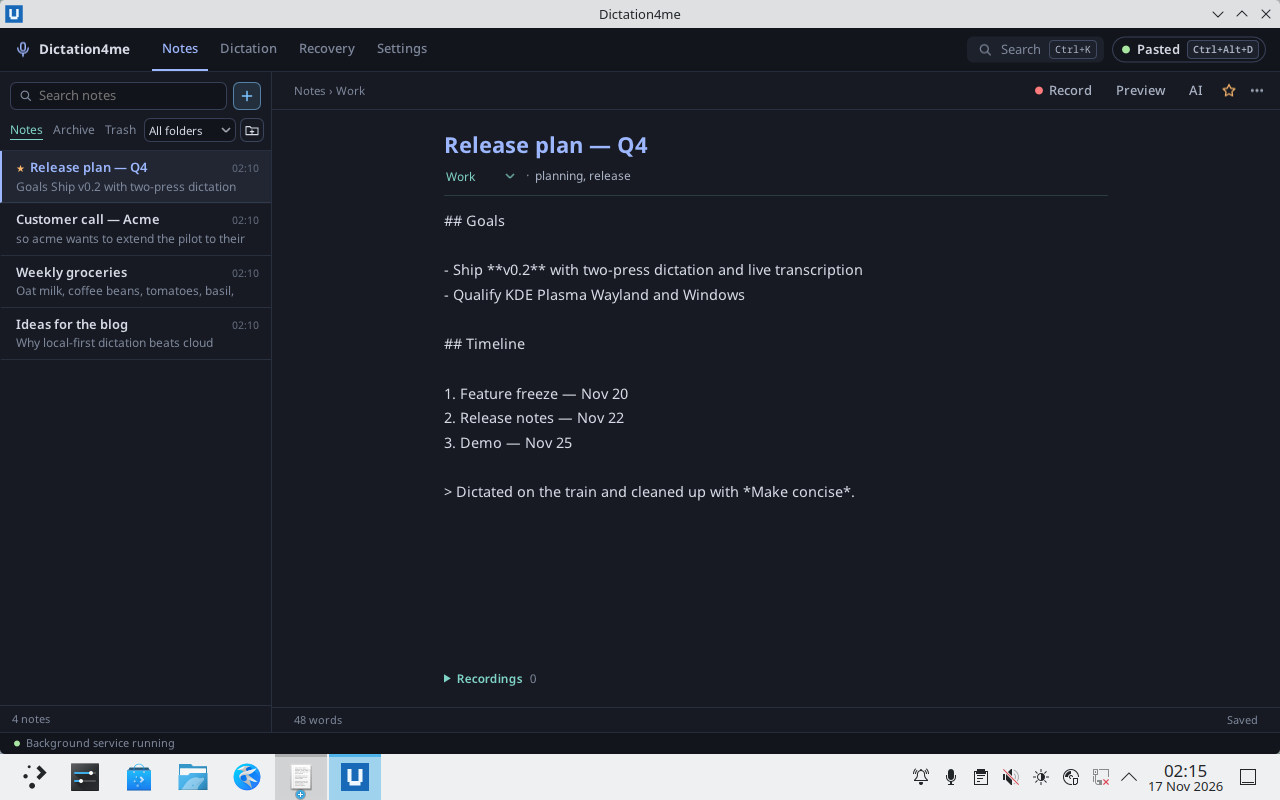 Dictation4me
Dictation4me
Notes
Dictation
Recovery
Settings
Search Ctrl+K
Pasted Ctrl+Alt+D
Search notes
+
Notes › Work
Record
Preview
AI
Notes
Archive
Trash
All folders
★ Release plan — Q4 02:10
Goals Ship v0.2 with two-press dictation
Customer call — Acme 02:10
so acme wants to extend the pilot to their
Weekly groceries 02:10
Oat milk, coffee beans, tomatoes, basil,
Ideas for the blog 02:10
Why local-first dictation beats cloud
Release plan — Q4
Work · planning, release
## Goals
- Ship **v0.2** with two-press dictation and live transcription
- Qualify KDE Plasma Wayland and Windows
## Timeline
1. Feature freeze — Nov 20
2. Release notes — Nov 22
3. Demo — Nov 25
> Dictated on the train and cleaned up with *Make concise*.
Recordings 0
4 notes
48 words
Saved
Background service running
02:15
17 Nov 2026